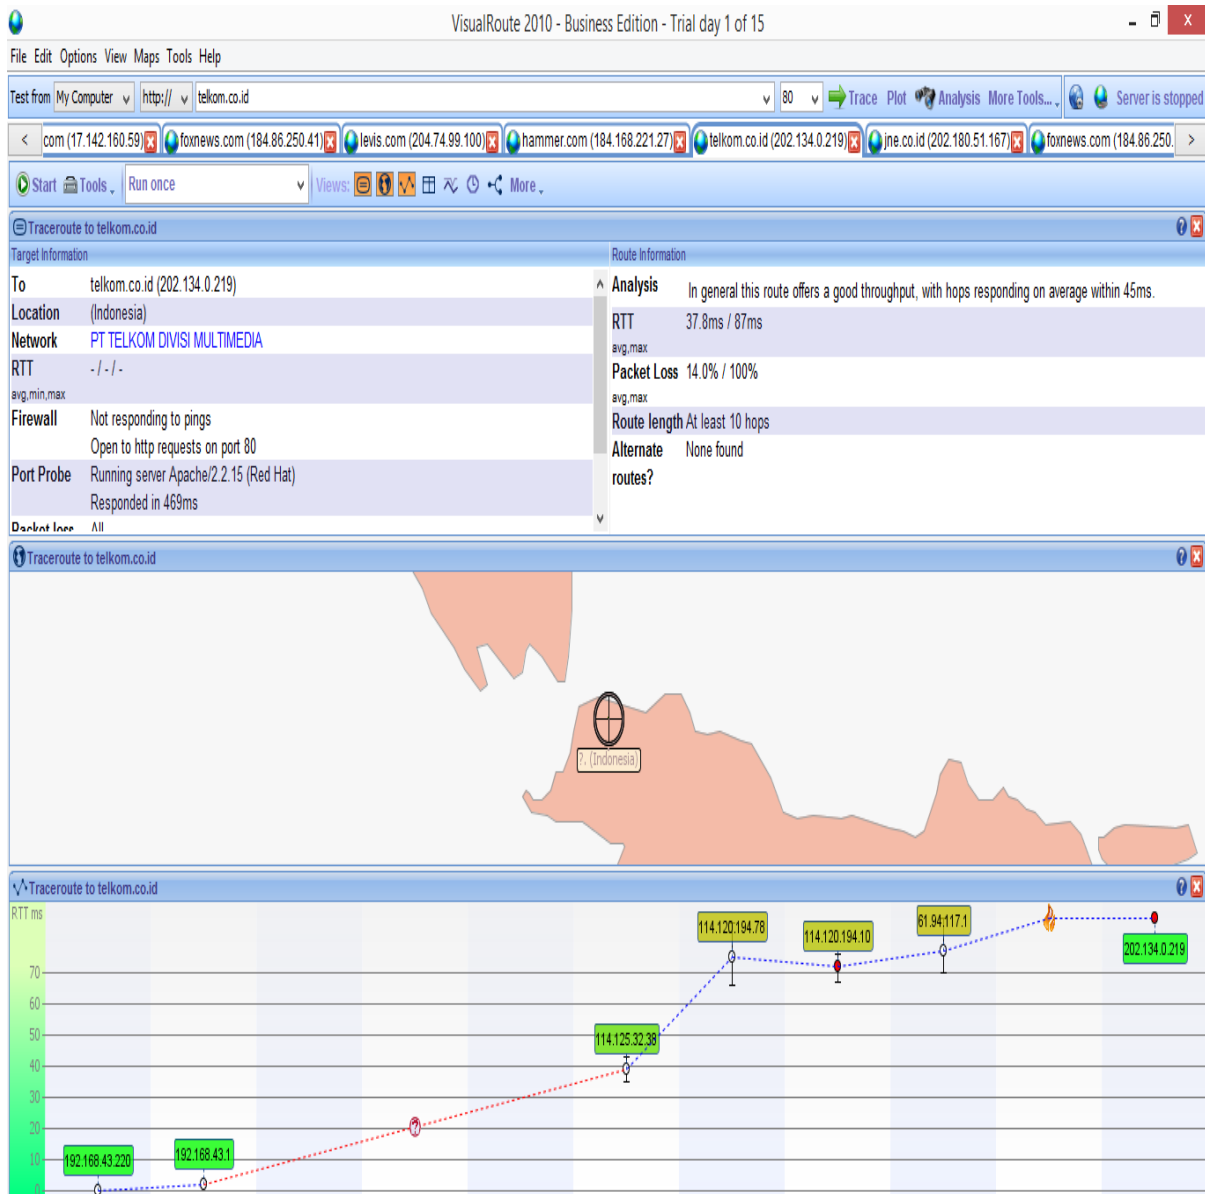 VisualRoute 2010 - Business Edition - Trial day 1 of 15
File Edit Options View Maps Tools Help
Test from My Computer http:// telkom.co.id 80 Trace Plot Analysis More Tools... Server is stopped
com (17.142.160.59) foxnews.com (184.86.250.41) levis.com (204.74.99.100) hammer.com (184.168.221.27) telkom.co.id (202.134.0.219) jne.co.id (202.180.51.167) foxnews.com (184.86.250.
Start Tools Run once Views: More
Traceroute to telkom.co.id
Target Information
To telkom.co.id (202.134.0.219)
Location (Indonesia)
Network PT TELKOM DIVISI MULTIMEDIA
RTT - / - / -
avg,min,max
Firewall Not responding to pings
Open to http requests on port 80
Port Probe Running server Apache/2.2.15 (Red Hat)
Responded in 469ms
Packet loss All
Route Information
Analysis In general this route offers a good throughput, with hops responding on average within 45ms.
RTT 37.8ms / 87ms
avg,max
Packet Loss 14.0% / 100%
avg,max
Route length At least 10 hops
Alternate None found
routes?
Traceroute to telkom.co.id
?. (Indonesia)
Traceroute to telkom.co.id
RTT ms
70
60
50
40
30
20
10
0
192.168.43.220
192.168.43.1
114.125.32.38
114.120.194.78
114.120.194.10
61.94.117.1
202.134.0.219